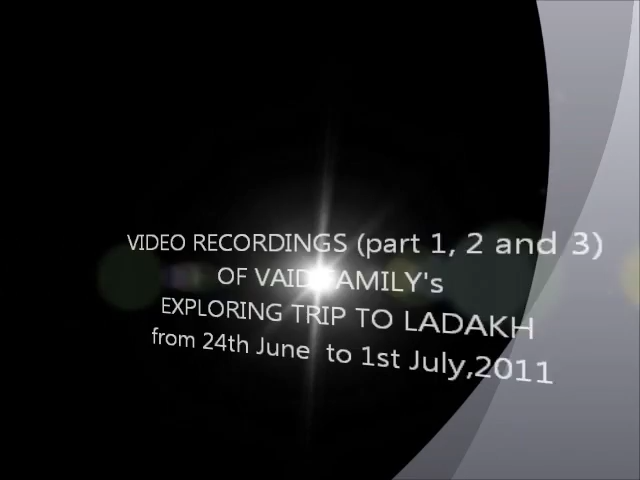 VIDEO RECORDINGS (part 1, 2 and 3)
OF VAID FAMILY's
EXPLORING TRIP TO LADAKH
from 24th June to 1st July,2011